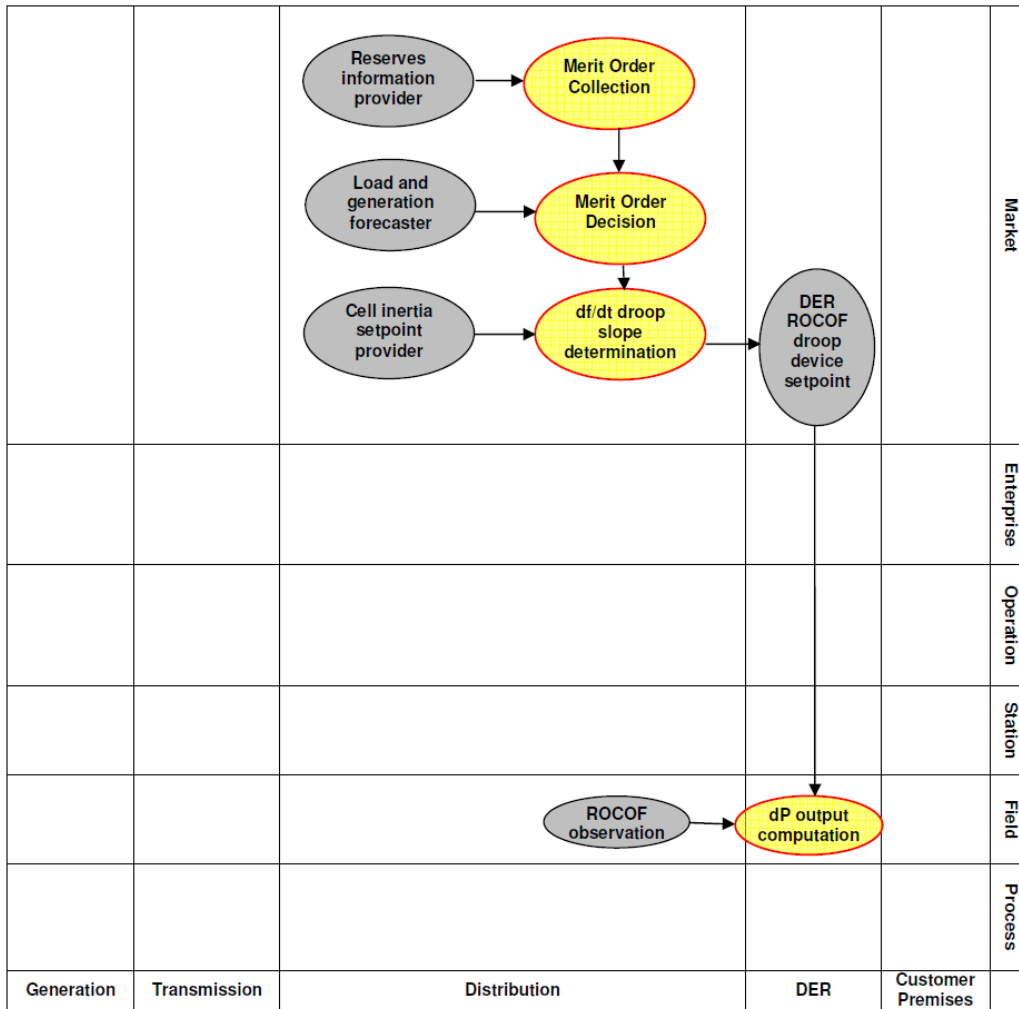 Reserves
information
provider
Merit Order
Collection
Load and
generation
forecaster
Merit Order
Decision
Cell inertia
setpoint
provider
df/dt droop
slope
determination
DER
ROCOF
droop
device
setpoint
Market
Enterprise
Operation
Station
ROCOF
observation
dP output
computation
Field
Process
Generation
Transmission
Distribution
DER
Customer
Premises